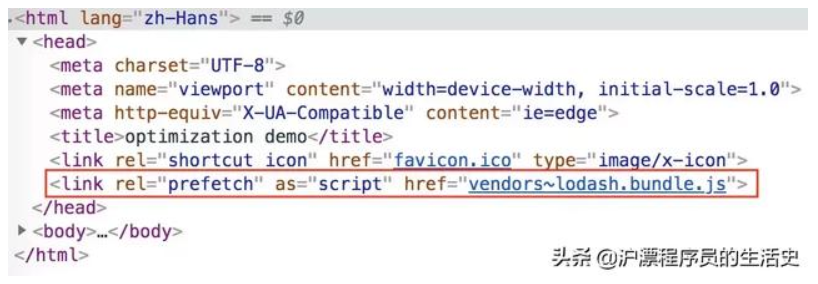 <html lang="zh-Hans"> == $0
▼<head>
<meta charset="UTF-8">
<meta name="viewport" content="width=device-width, initial-scale=1.0">
<meta http-equiv="X-UA-Compatible" content="ie=edge">
<title>optimization demo</title>
<link rel="shortcut icon" href="favicon.ico" type="image/x-icon">
<link rel="prefetch" as="script" href="vendors~lodash.bundle.js">
</head>
▶<body>…</body>
</html>
头条 @沪漂程序员的生活史